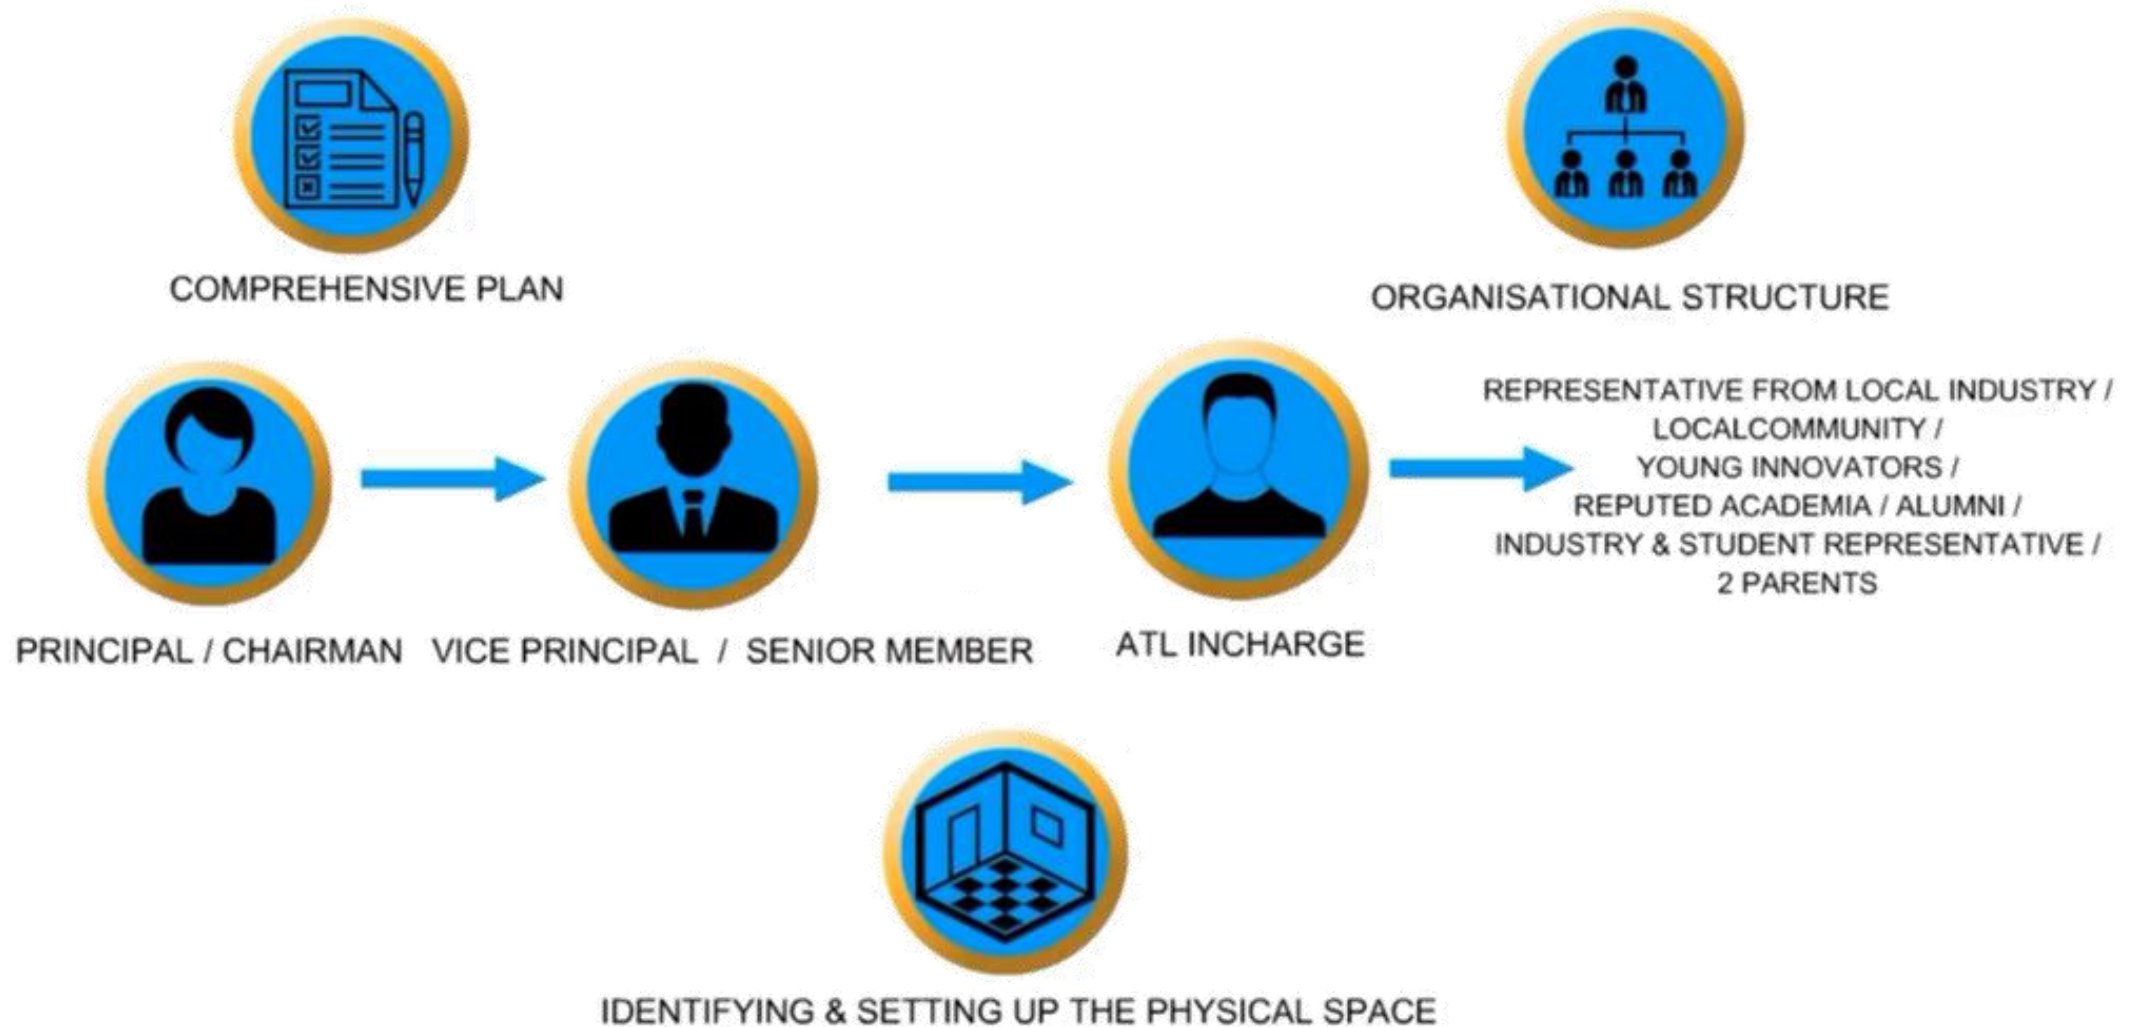 COMPREHENSIVE PLAN
ORGANISATIONAL STRUCTURE
REPRESENTATIVE FROM LOCAL INDUSTRY /
LOCALCOMMUNITY /
YOUNG INNOVATORS /
REPUTED ACADEMIA / ALUMNI /
INDUSTRY & STUDENT REPRESENTATIVE /
2 PARENTS
PRINCIPAL / CHAIRMAN
VICE PRINCIPAL / SENIOR MEMBER
ATL INCHARGE
IDENTIFYING & SETTING UP THE PHYSICAL SPACE